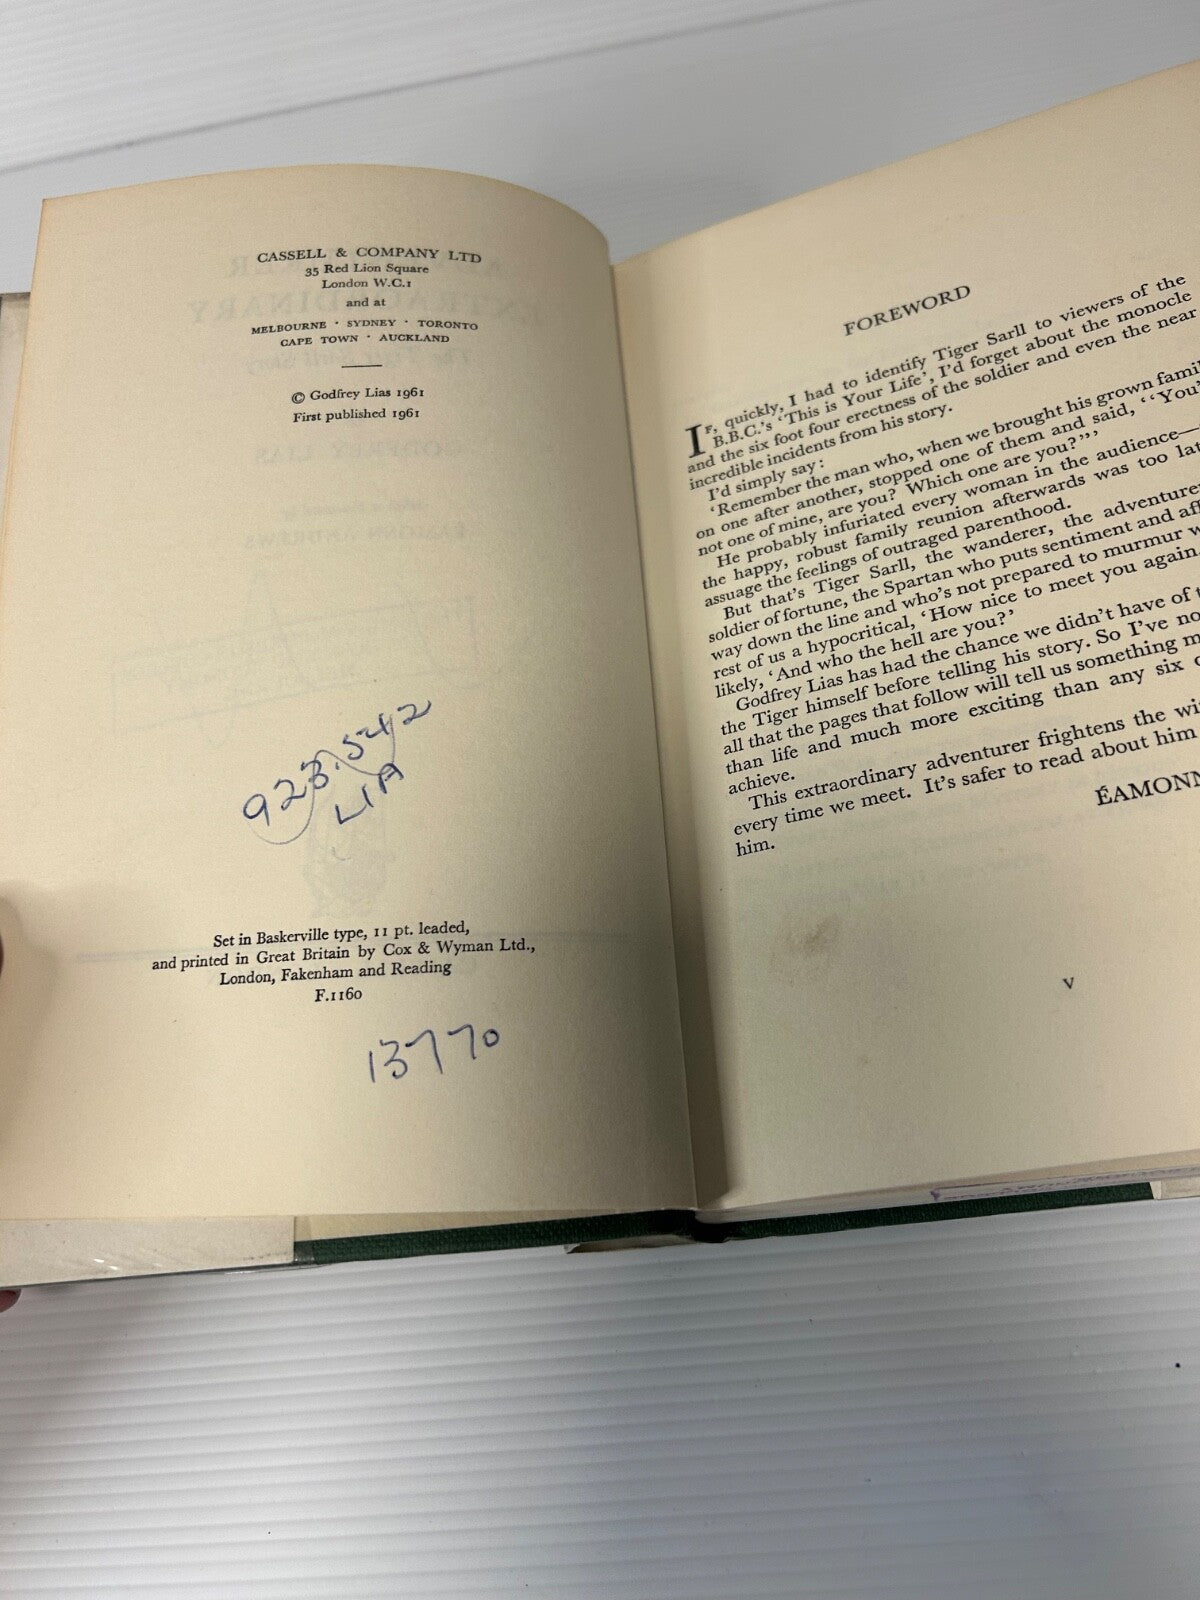 CASSELL & COMPANY LTD
35 Red Lion Square
London W.C.1
and at
MELBOURNE · SYDNEY · TORONTO
CAPE TOWN · AUCKLAND
© Godfrey Lias 1961
First published 1961
923.542
LIA
Set in Baskerville type, 11 pt. leaded,
and printed in Great Britain by Cox & Wyman Ltd.,
London, Fakenham and Reading
F.1160
13770
FOREWORD
IF, quickly, I had to identify Tiger Sarll to viewers of the
B.B.C.'s 'This is Your Life', I'd forget about the monocle
and the six foot four erectness of the soldier and even the near
incredible incidents from his story.
I'd simply say:
'Remember the man who, when we brought his grown
on one after another, stopped one of them and said, "You're
not one of mine, are you? Which one are you?"',
He probably infuriated every woman in the audience—
the happy, robust family reunion afterwards was too
assuage the feelings of outraged parenthood.
But that's Tiger Sarll, the wanderer, the
soldier of fortune, the Spartan who puts sentiment and
way down the line and who's not prepared to murmur
rest of us a hypocritical, 'How nice to meet you again,
likely, 'And who the hell are you?'
Godfrey Lias has had the chance we didn't have of
the Tiger himself before telling his story. So I've
all that the pages that follow will tell us something
than life and much more exciting than any six
achieve.
This extraordinary adventurer frightens the
every time we meet. It's safer to read about him
him.
ÉAMONN
v